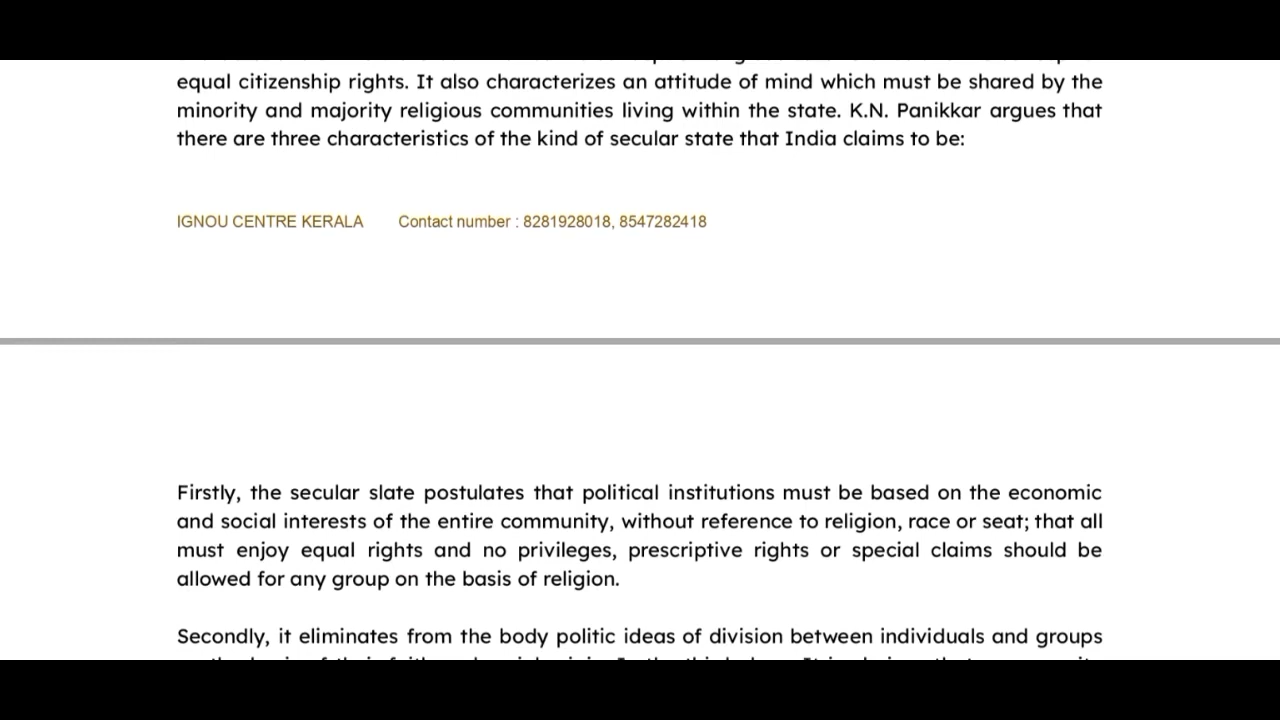 equal citizenship rights. It also characterizes an attitude of mind which must be shared by the
minority and majority religious communities living within the state. K.N. Panikkar argues that
there are three characteristics of the kind of secular state that India claims to be:
IGNOU CENTRE KERALA Contact number : 8281928018, 8547282418
Firstly, the secular slate postulates that political institutions must be based on the economic
and social interests of the entire community, without reference to religion, race or seat; that all
must enjoy equal rights and no privileges, prescriptive rights or special claims should be
allowed for any group on the basis of religion.
Secondly, it eliminates from the body politic ideas of division between individuals and groups